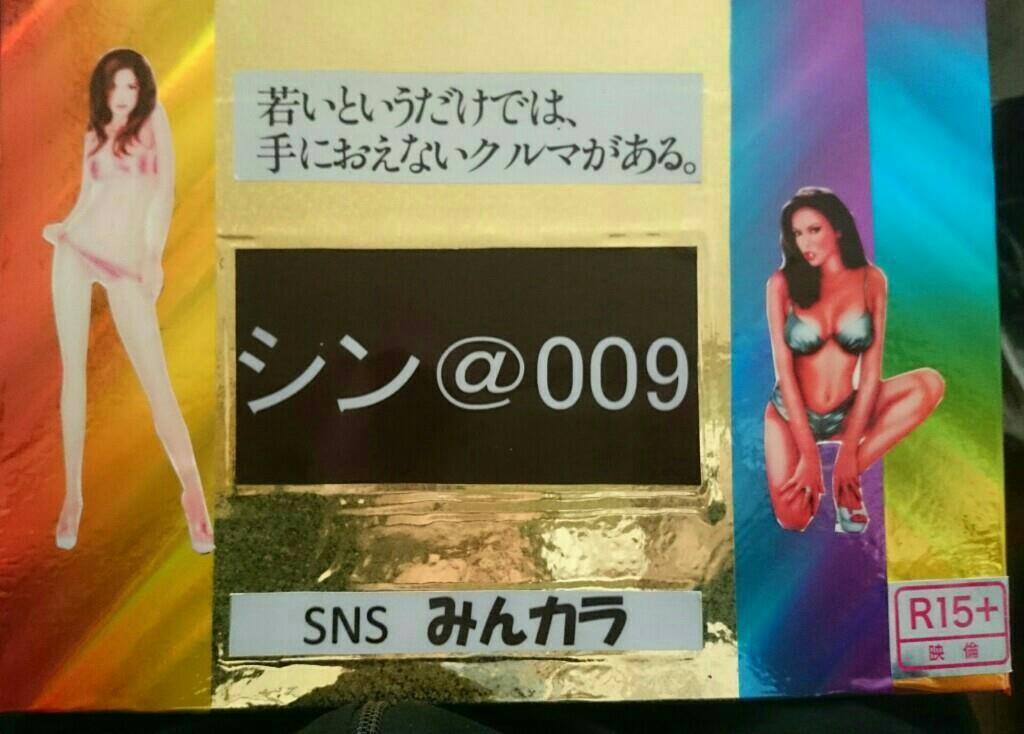 若いというだけでは、
手におえないクルマがある。
シン@009
SNS みんカラ
R15+
映倫